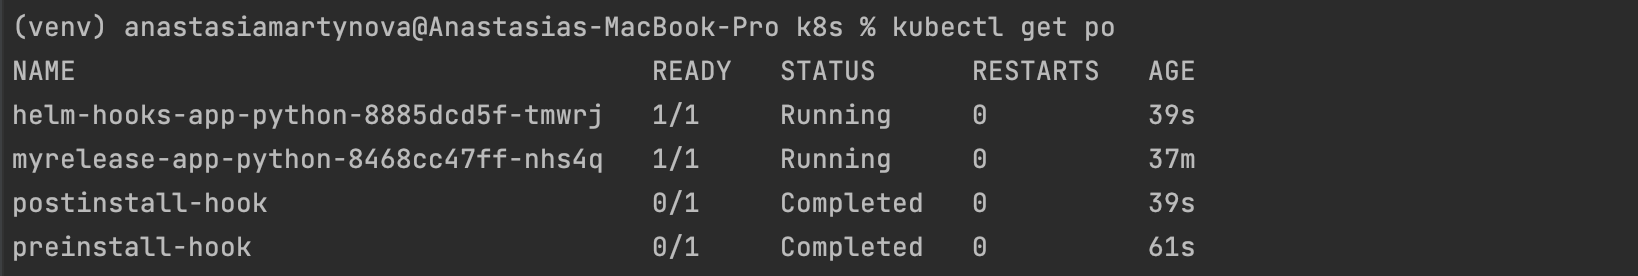 (venv) anastasiamartynova@Anastasias-MacBook-Pro k8s % kubectl get po
NAME READY STATUS RESTARTS AGE
helm-hooks-app-python-8885dcd5f-tmwrj 1/1 Running 0 39s
myrelease-app-python-8468cc47ff-nhs4q 1/1 Running 0 37m
postinstall-hook 0/1 Completed 0 39s
preinstall-hook 0/1 Completed 0 61s